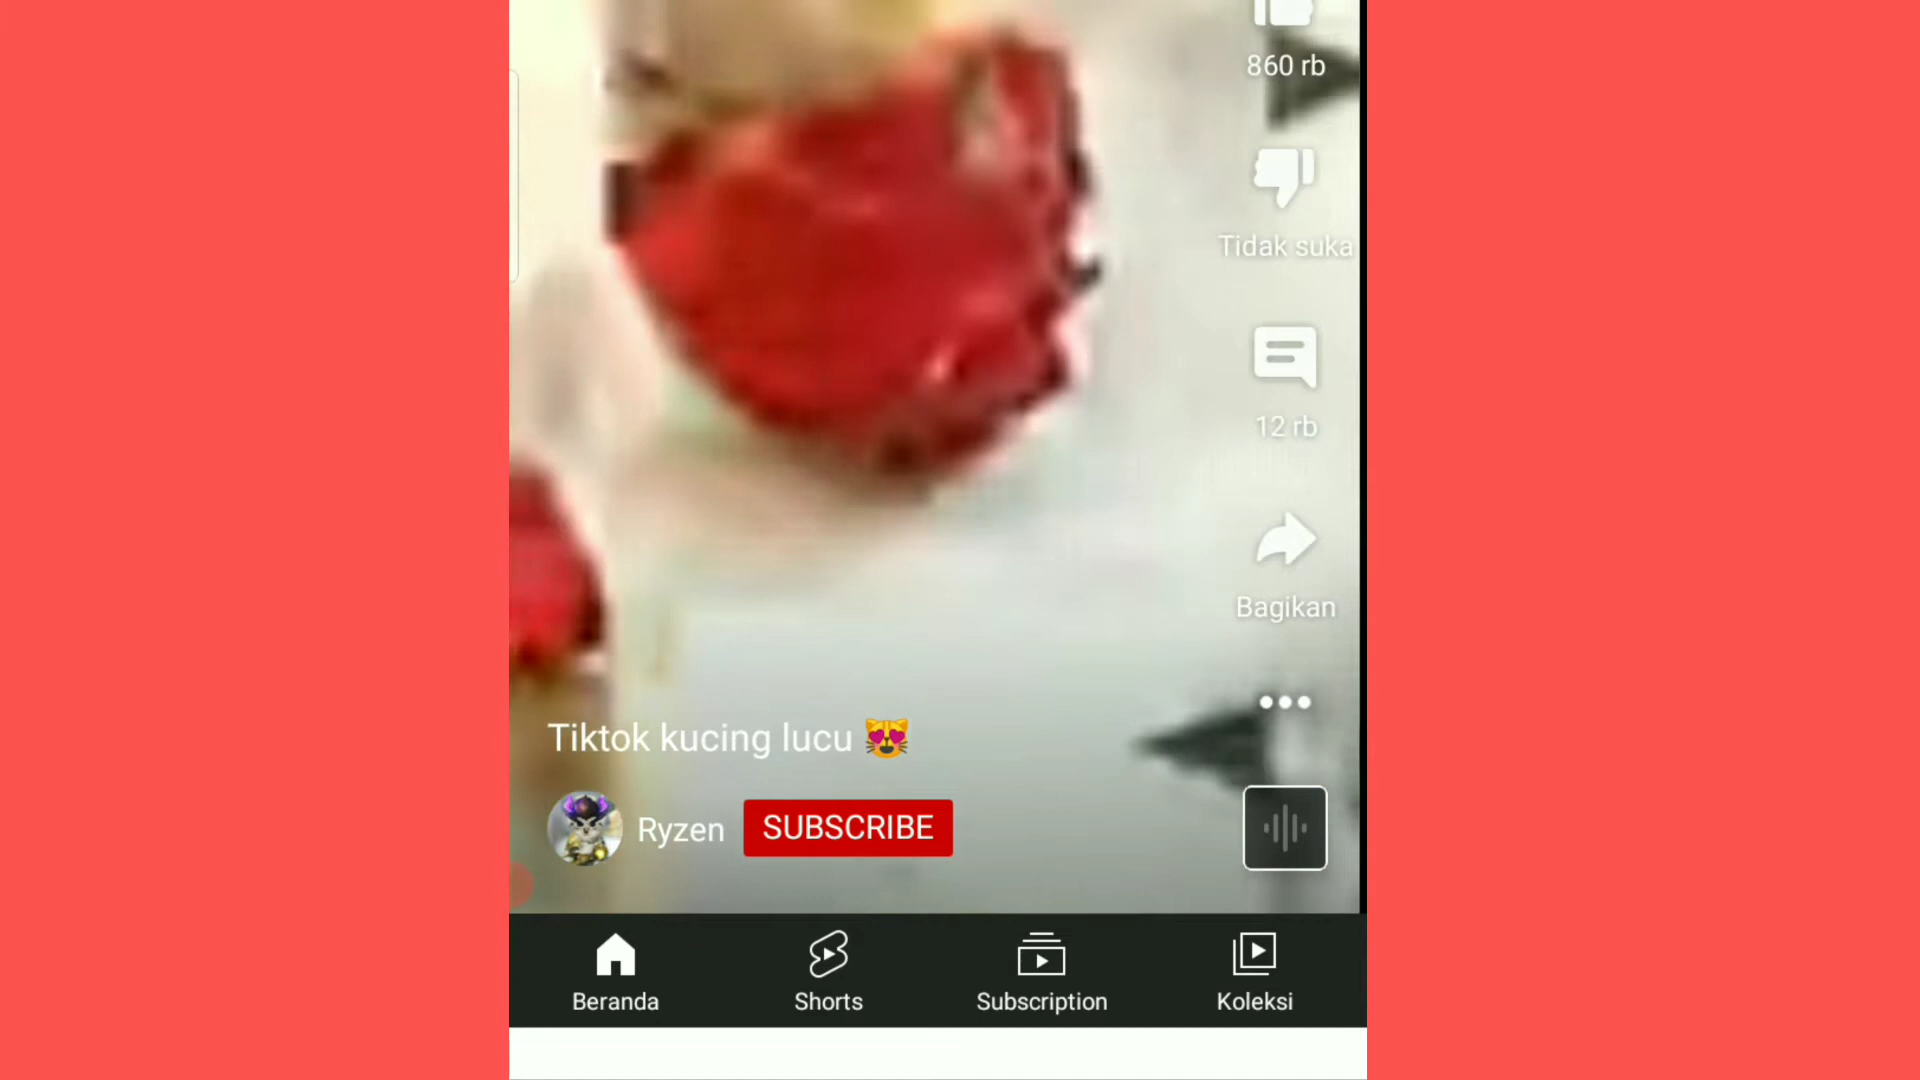 860 rb
Tidak suka
12 rb
Bagikan
Tiktok kucing lucu 😻
Ryzen SUBSCRIBE
Beranda Shorts Subscription Koleksi